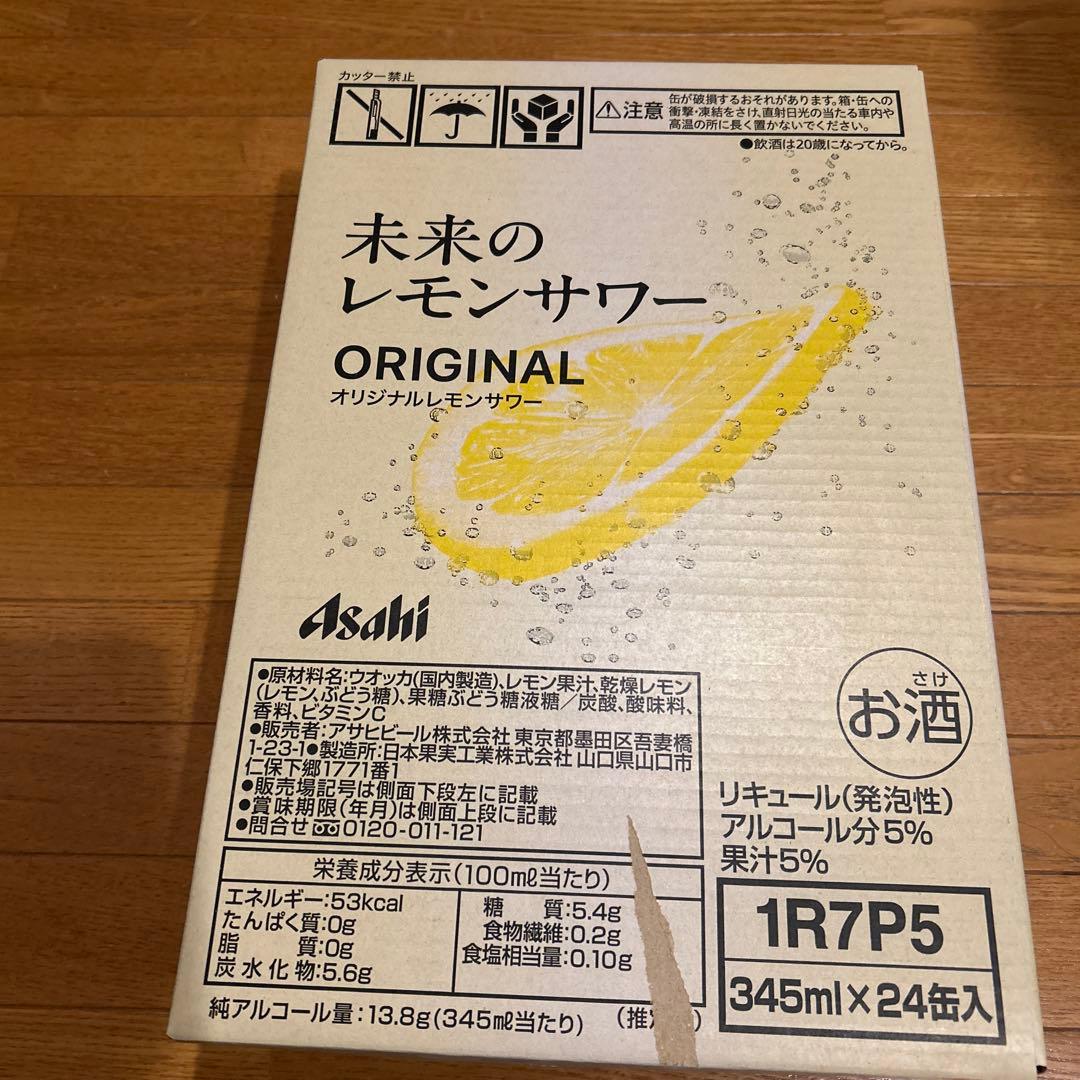 カッター禁止
⚠注意
缶が破損するおそれがあります。箱・缶への
衝撃・凍結をさけ、直射日光の当たる車内や
高温の所に長く置かないでください。
●飲酒は20歳になってから。
未来の
レモンサワー
ORIGINAL
オリジナルレモンサワー
Asahi
●原材料名:ウオッカ(国内製造)、レモン果汁、乾燥レモン
(レモン、ぶどう糖)、果糖ぶどう糖液糖/炭酸、酸味料、
香料、ビタミンC
●販売者:アサヒビール株式会社 東京都墨田区吾妻橋
1-23-1●製造所:日本果実工業株式会社 山口県山口市
仁保下郷1771番1
●販売場記号は側面下段左に記載
●賞味期限(年月)は側面上段に記載
●問合せ 0120-011-121
さけ
お酒
リキュール(発泡性)
アルコール分5%
果汁5%
栄養成分表示(100㎖当たり)
エネルギー:53kcal
たんぱく質:0g
脂質:0g
炭水化物:5.6g
糖質:5.4g
食物繊維:0.2g
食塩相当量:0.10g
純アルコール量:13.8g(345㎖当たり) (推 )
1R7P5
345ml×24缶入